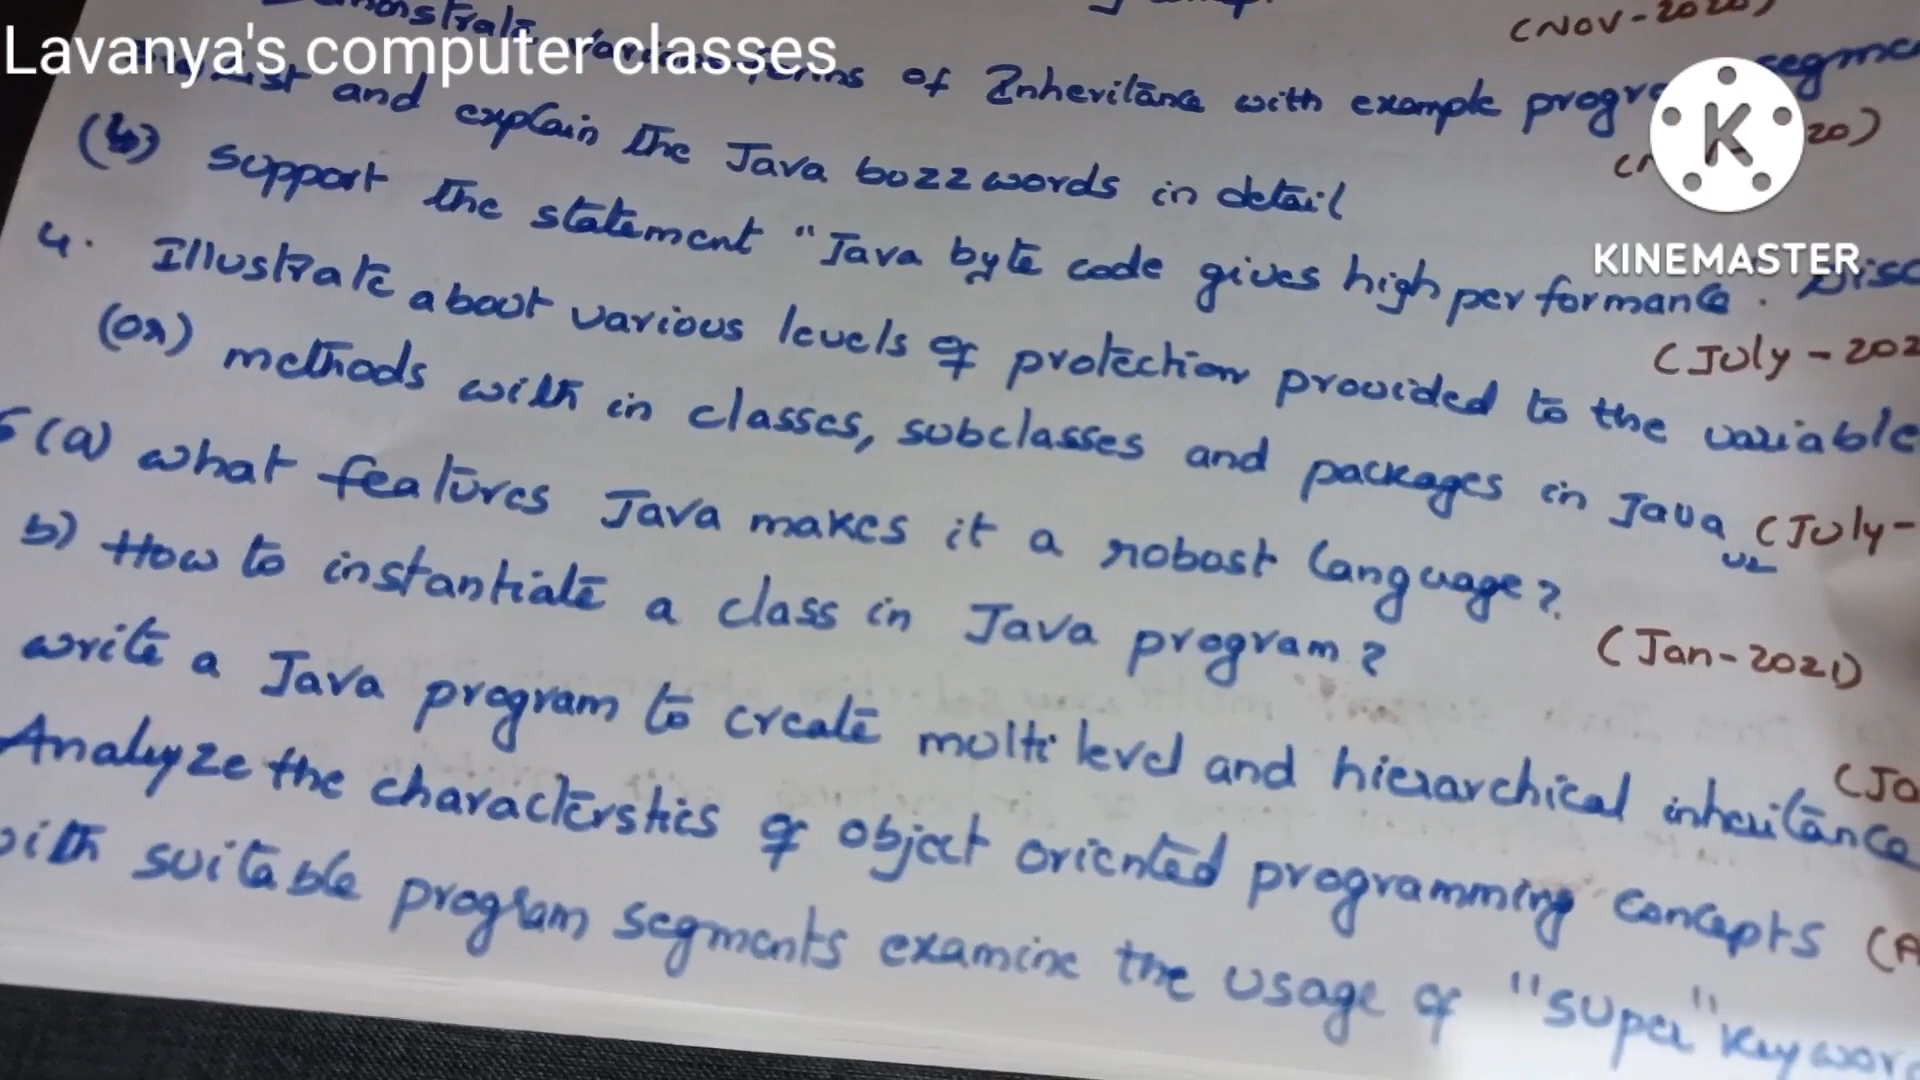 Lavanya's computer classes
(Nov-2020)
of Inheritance with example
and explain the Java bozzwords in detail
(b) support the statement "Java byte code gives high performance. Disc
(July-202
4. Illustrate about various levels of protection provided to the variable
(or) methods with in classes, subclasses and packages in Java (July-
5(a) what features Java makes it a robost language?
b) How to instantiate a class in Java program? (Jan-2021)
write a Java program to create multi level and hierarchical inheritance (Ja
Analyze the characterstics of object oriented programming concepts (A
with suitable program segments examine the usage of "super" keyword
K
KINEMASTER